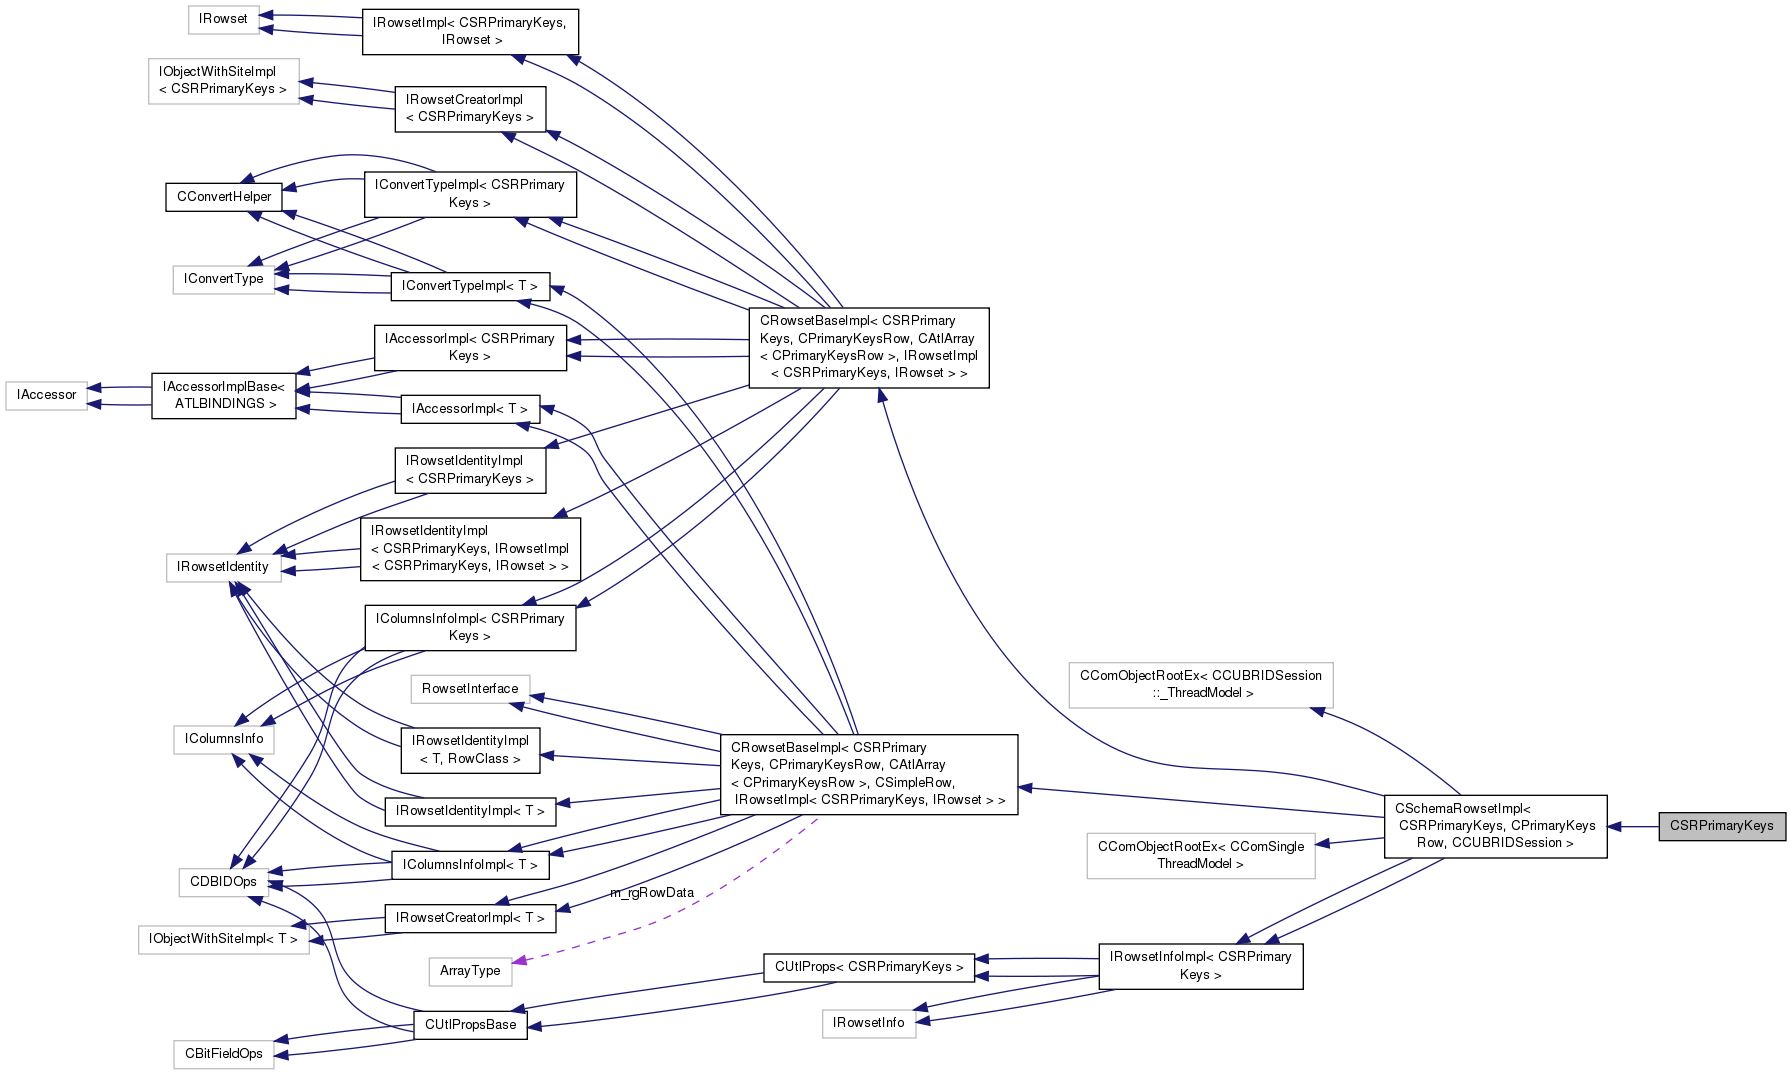 IRowset
IRowsetImpl< CSRPrimaryKeys,
IRowset >
IObjectWithSiteImpl
< CSRPrimaryKeys >
IRowsetCreatorImpl
< CSRPrimaryKeys >
CConvertHelper
IConvertTypeImpl< CSRPrimary
Keys >
IConvertType
IConvertTypeImpl< T >
IAccessor
IAccessorImplBase<
ATLBINDINGS >
IAccessorImpl< CSRPrimary
Keys >
IAccessorImpl< T >
CRowsetBaseImpl< CSRPrimary
Keys, CPrimaryKeysRow, CAtlArray
< CPrimaryKeysRow >, IRowsetImpl
< CSRPrimaryKeys, IRowset > >
IRowsetIdentityImpl
< CSRPrimaryKeys >
IRowsetIdentityImpl
< CSRPrimaryKeys, IRowsetImpl
< CSRPrimaryKeys, IRowset > >
IRowsetIdentity
IColumnsInfoImpl< CSRPrimary
Keys >
RowsetInterface
IColumnsInfo
IRowsetIdentityImpl
< T, RowClass >
IRowsetIdentityImpl< T >
CRowsetBaseImpl< CSRPrimary
Keys, CPrimaryKeysRow, CAtlArray
< CPrimaryKeysRow >, CSimpleRow,
IRowsetImpl< CSRPrimaryKeys, IRowset > >
CComObjectRootEx< CCUBRIDSession
::_ThreadModel >
CSchemaRowsetImpl<
CSRPrimaryKeys, CPrimaryKeys
Row, CCUBRIDSession >
CSRPrimaryKeys
CComObjectRootEx< CComSingle
ThreadModel >
IColumnsInfoImpl< T >
CDBIDOps
m_rgRowData
IRowsetCreatorImpl< T >
IObjectWithSiteImpl< T >
ArrayType
CUtlProps< CSRPrimaryKeys >
IRowsetInfoImpl< CSRPrimary
Keys >
IRowsetInfo
CUtlPropsBase
CBitFieldOps